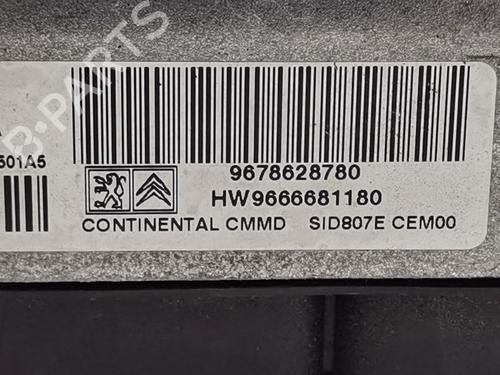 B-PARTS
A
501A5
9678628780
HW9666681180
CONTINENTAL CMMD SID807E CEM00